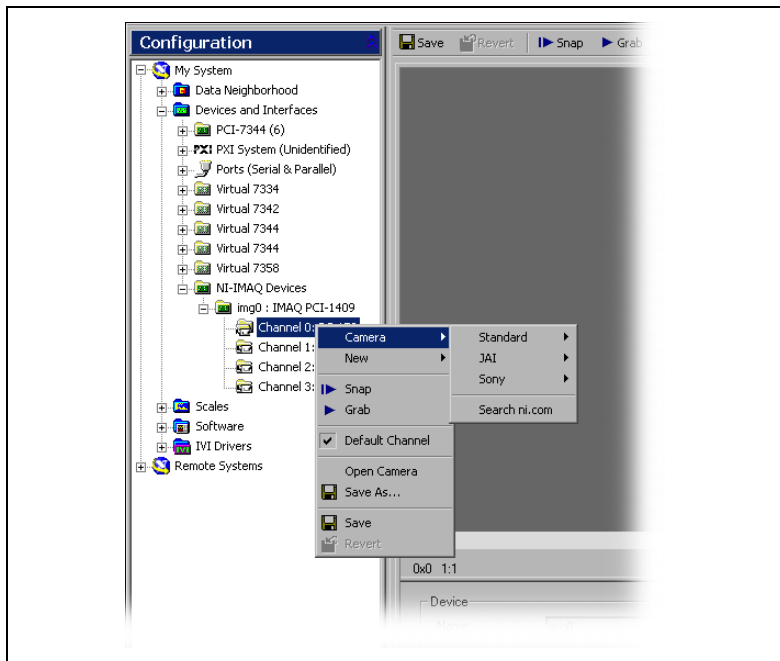 Configuration
Save Revert Snap Grab
My System
Data Neighborhood
Devices and Interfaces
PCI-7344 (6)
PXI PXI System (Unidentified)
Ports (Serial & Parallel)
Virtual 7334
Virtual 7342
Virtual 7344
Virtual 7344
Virtual 7358
NI-IMAQ Devices
img0 : IMAQ PCI-1409
Channel 0:
Channel 1:
Channel 2:
Channel 3:
Scales
Software
IVI Drivers
Remote Systems
Camera
New
Snap
Grab
Default Channel
Open Camera
Save As...
Save
Revert
Standard
JAI
Sony
Search ni.com
0x0 1:1
Device
Name